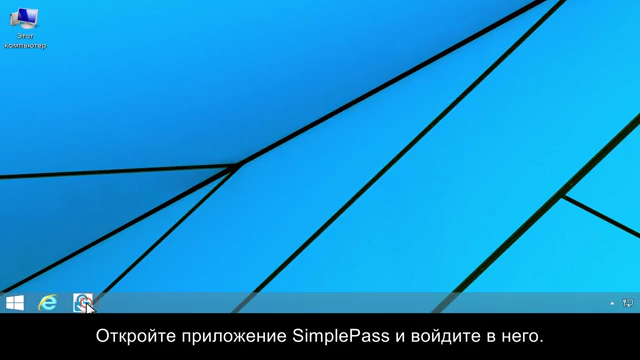 Этот
компьютер
Откройте приложение SimplePass и войдите в него.